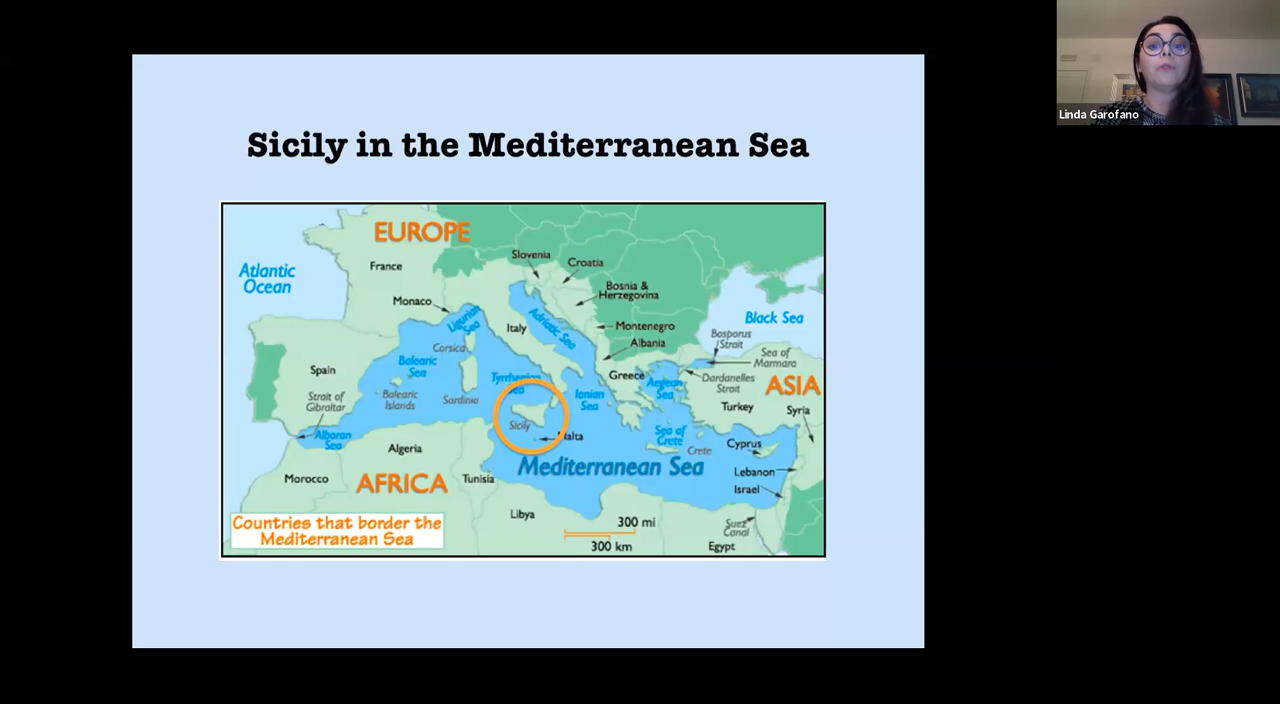 Linda Garofano
Sicily in the Mediterranean Sea
EUROPE
Slovenia
Croatia
Atlantic
Ocean
France
Bosnia &
Herzegovina
Monaco
Ligurian
Sea
Adriatic Sea
Black Sea
Italy
Montenegro
Bosporus
Strait
Corsica
Albania
Sea of
Marmara
Balearic
Sea
Spain
Tyrrhenian
Sea
Greece
Aegean
Sea
Dardanelles
Strait
ASIA
Strait of
Gibraltar
Balearic
Islands
Sardinia
Ionian
Sea
Turkey
Syria
Sicily
Alboran
Sea
Malta
Sea of
Crete
Crete
Cyprus
Algeria
Mediterranean Sea
Lebanon
Morocco
AFRICA
Tunisia
Israel
Libya
300 mi
300 km
Suez
Canal
Egypt
Countries that border the
Mediterranean Sea